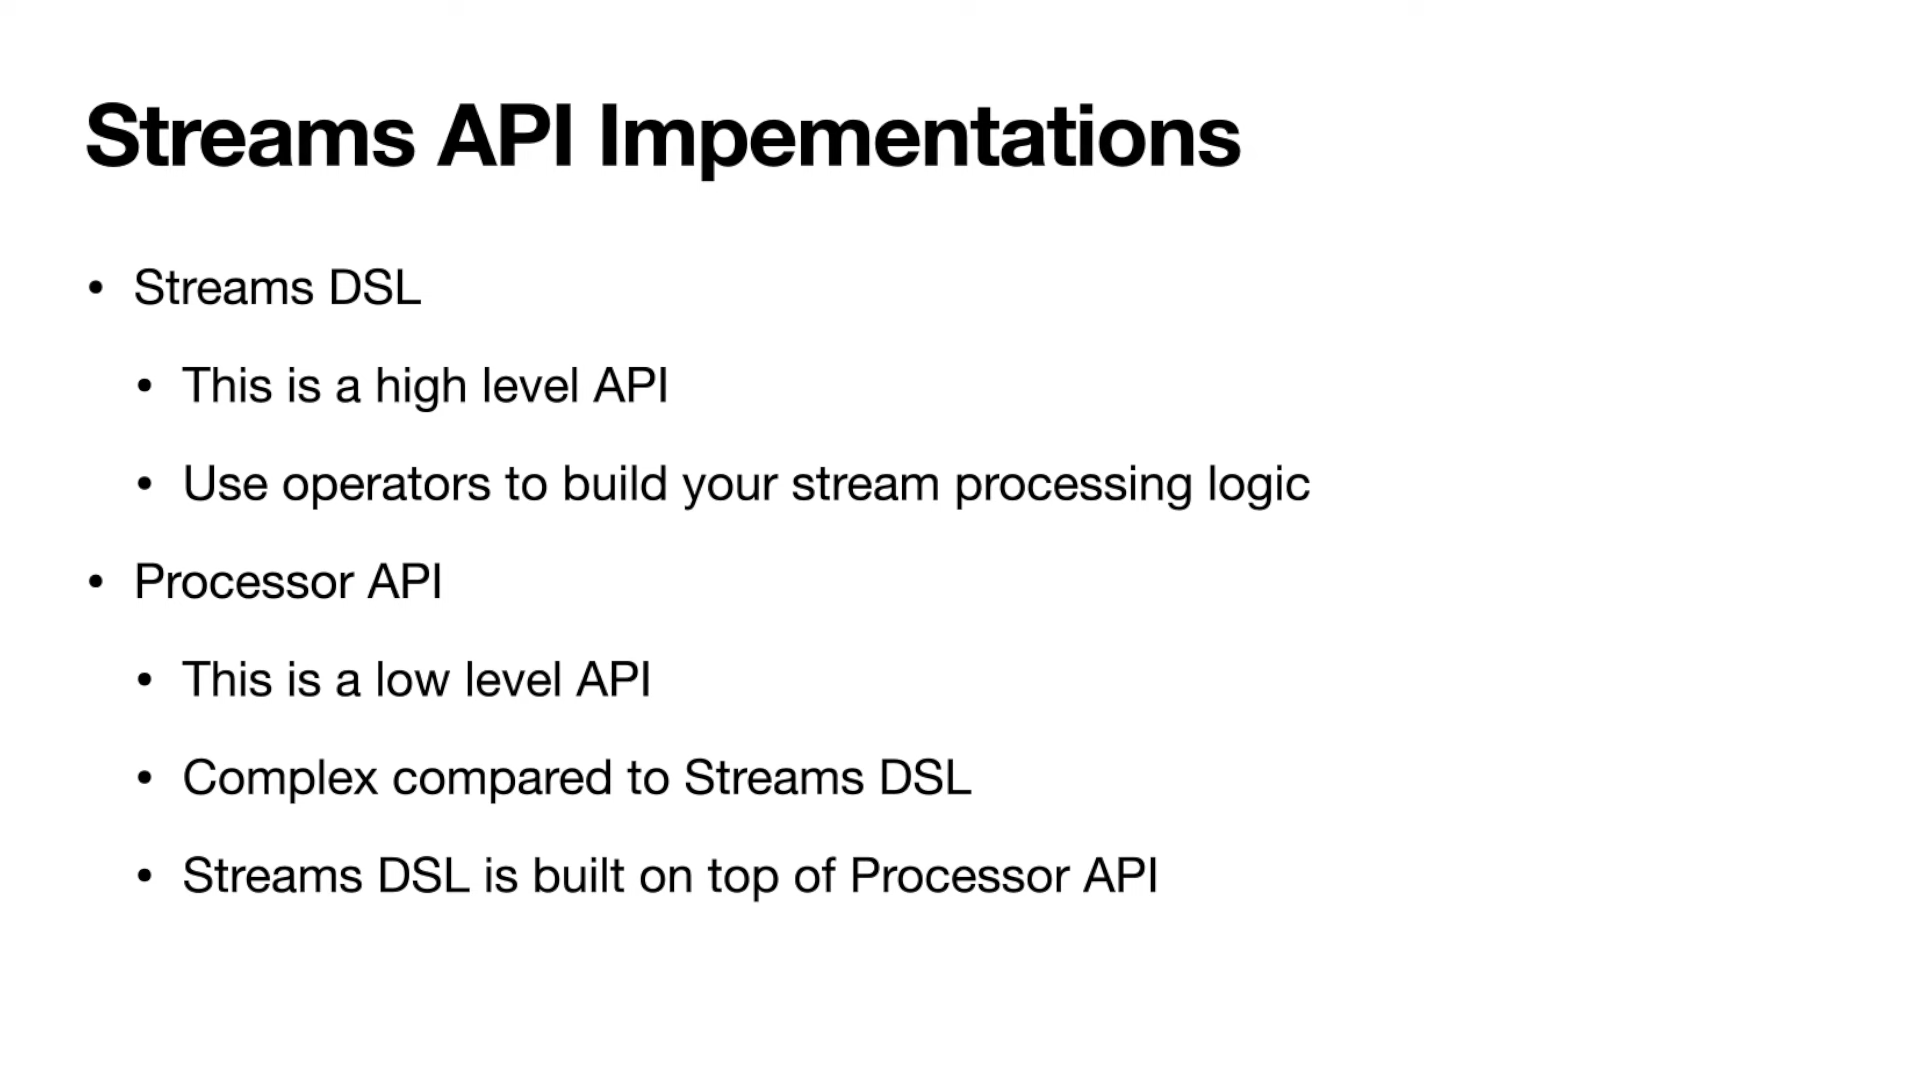 Streams API Impementations
• Streams DSL
• This is a high level API
• Use operators to build your stream processing logic
• Processor API
• This is a low level API
• Complex compared to Streams DSL
• Streams DSL is built on top of Processor API